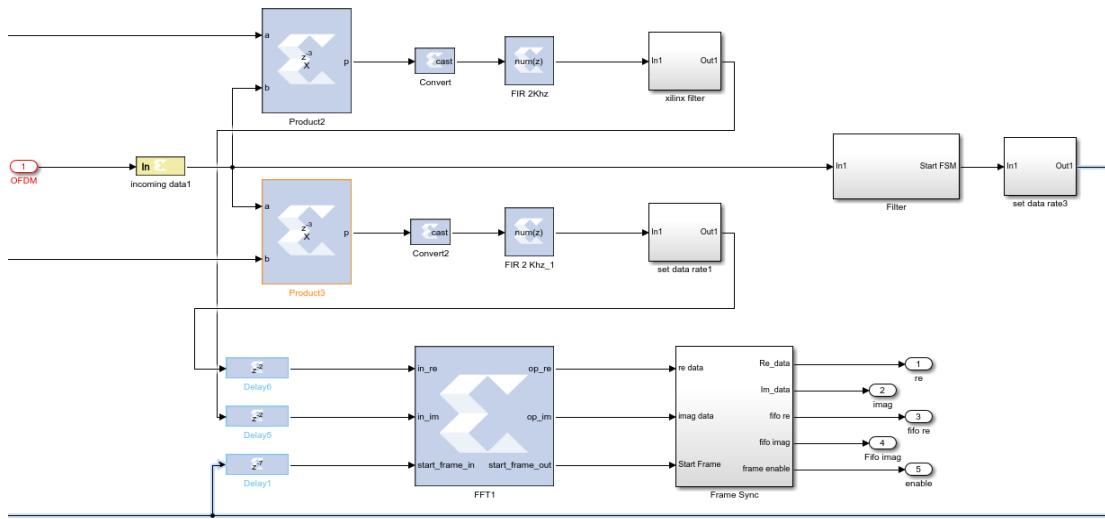 a
z-3
X
p
b
Product2
cast
Convert
num(z)
FIR 2Khz
In1
Out1
xilinx filter
1
OFDM
In
incoming data1
In1
Start FSM
Filter
In1
Out1
set data rate3
a
z-3
X
p
b
Product3
cast
Convert2
num(z)
FIR 2 Khz_1
In1
Out1
set data rate1
z-2
Delay6
z-2
Delay5
z-7
Delay1
in_re
op_re
in_im
op_im
start_frame_in
start_frame_out
FFT1
re data
Re_data
Im_data
imag data
fifo re
fifo imag
Start Frame
frame enable
Frame Sync
1
re
2
imag
3
fifo re
4
Fifo imag
5
enable